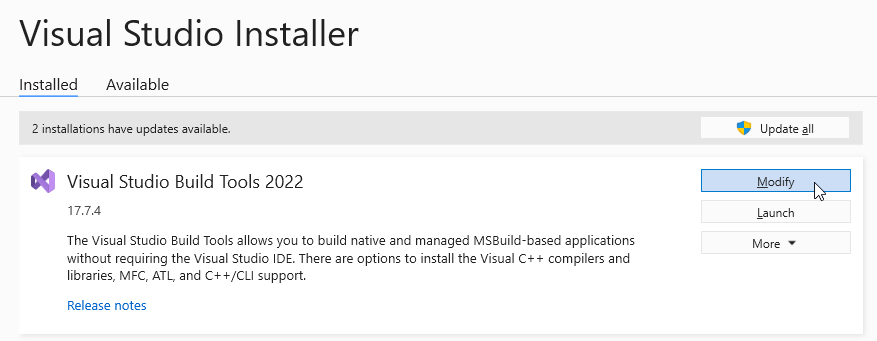 Visual Studio Installer
Installed Available
2 installations have updates available. Update all
Visual Studio Build Tools 2022 Modify
17.7.4 Launch
The Visual Studio Build Tools allows you to build native and managed MSBuild-based applications
without requiring the Visual Studio IDE. There are options to install the Visual C++ compilers and
libraries, MFC, ATL, and C++/CLI support.
More
Release notes